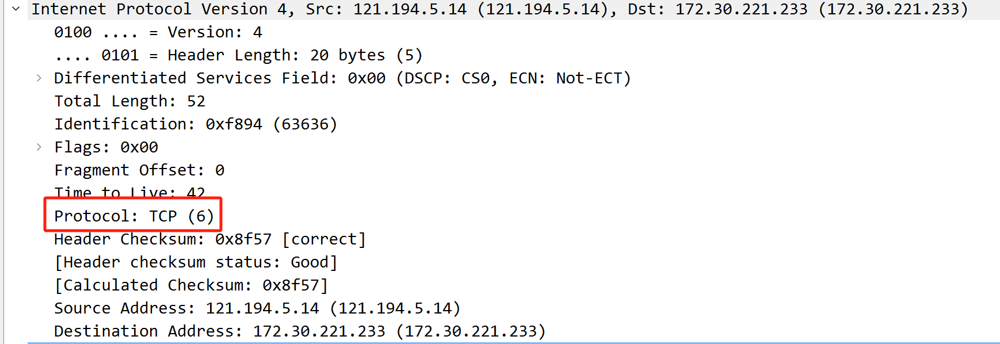 Internet Protocol Version 4, Src: 121.194.5.14 (121.194.5.14), Dst: 172.30.221.233 (172.30.221.233)
0100 .... = Version: 4
.... 0101 = Header Length: 20 bytes (5)
Differentiated Services Field: 0x00 (DSCP: CS0, ECN: Not-ECT)
Total Length: 52
Identification: 0xf894 (63636)
Flags: 0x00
Fragment Offset: 0
Time to Live: 42
Protocol: TCP (6)
Header Checksum: 0x8f57 [correct]
[Header checksum status: Good]
[Calculated Checksum: 0x8f57]
Source Address: 121.194.5.14 (121.194.5.14)
Destination Address: 172.30.221.233 (172.30.221.233)